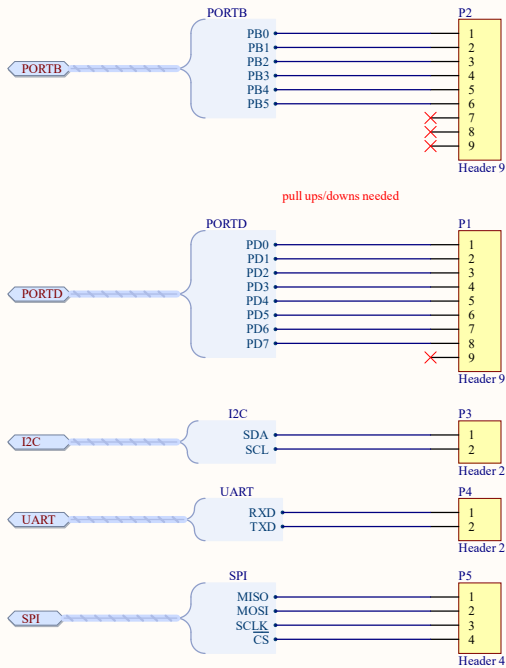 PORTB P2
PB0 1
PB1 2
PB2 3
PORTB PB3 4
PB4 5
PB5 6
7
8
9
Header 9
pull ups/downs needed
PORTD P1
PD0 1
PD1 2
PD2 3
PD3 4
PORTD PD4 5
PD5 6
PD6 7
PD7 8
9
Header 9
I2C P3
I2C SDA 1
SCL 2
Header 2
UART P4
RXD 1
UART TXD 2
Header 2
SPI P5
MISO 1
MOSI 2
SPI SCLK 3
CS 4
Header 4